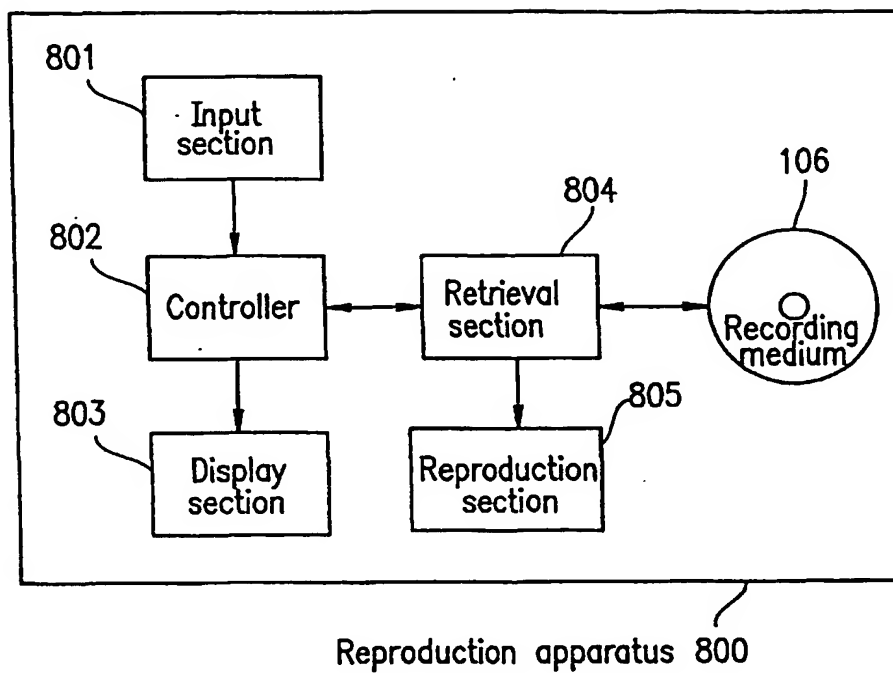 801
Input
section
802
Controller
804
Retrieval
section
106
Recording
medium
803
Display
section
805
Reproduction
section
Reproduction apparatus 800